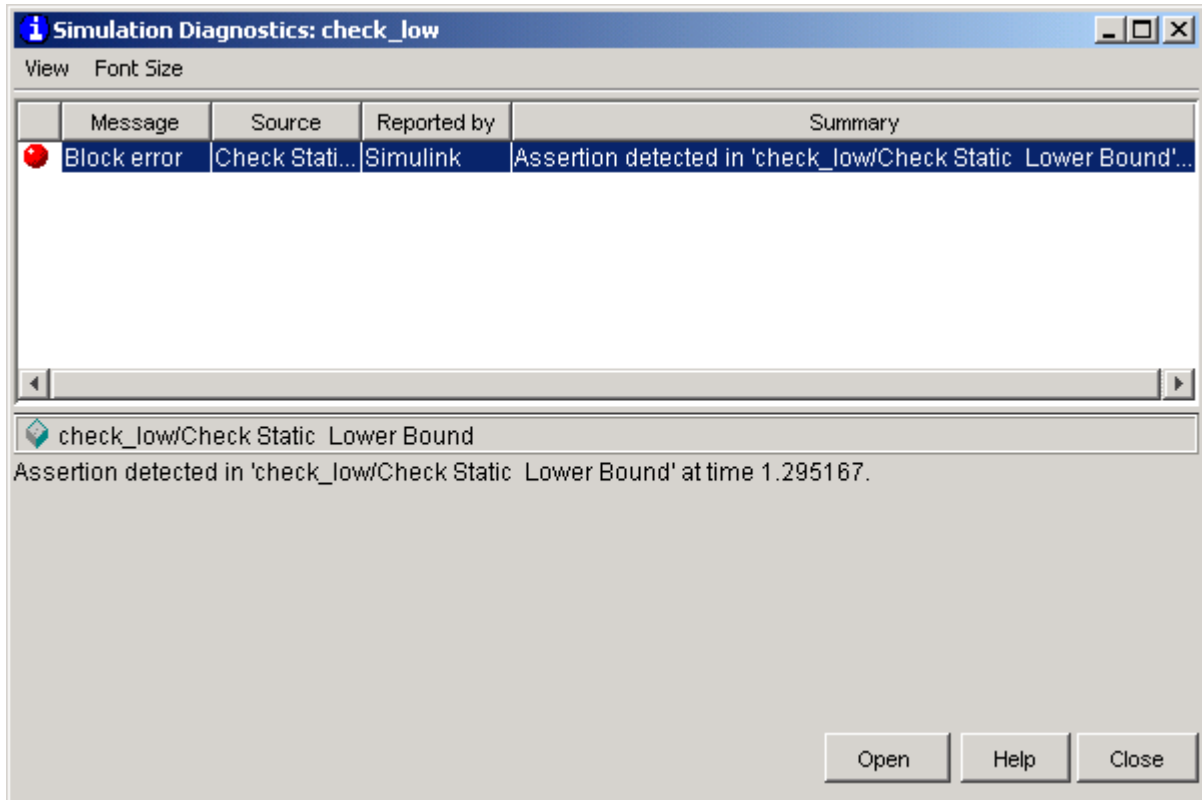 Simulation Diagnostics: check_low
View Font Size
Message Source Reported by Summary
Block error Check Stati... Simulink Assertion detected in 'check_low/Check Static  Lower Bound'...
check_low/Check Static  Lower Bound
Assertion detected in 'check_low/Check Static  Lower Bound' at time 1.295167.
Open Help Close